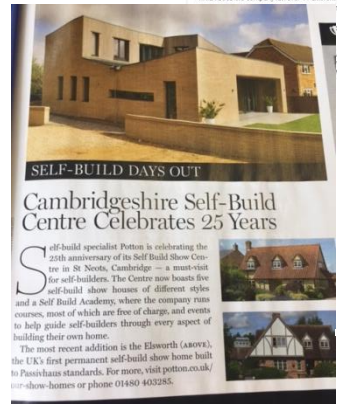 SELF-BUILD DAYS OUT
Cambridgeshire Self-Build
Centre Celebrates 25 Years
Self-build specialist Potton is celebrating the
25th anniversary of its Self Build Show Cen-
tre in St Neots, Cambridge — a must-visit
for self-builders. The Centre now boasts five
self-build show houses of different styles
and a Self Build Academy, where the company runs
courses, most of which are free of charge, and events
to help guide self-builders through every aspect of
building their own home.
The most recent addition is the Elsworth (ABOVE),
the UK's first permanent self-build show home built
to Passivhaus standards. For more, visit potton.co.uk/
our-show-homes or phone 01480 403285.